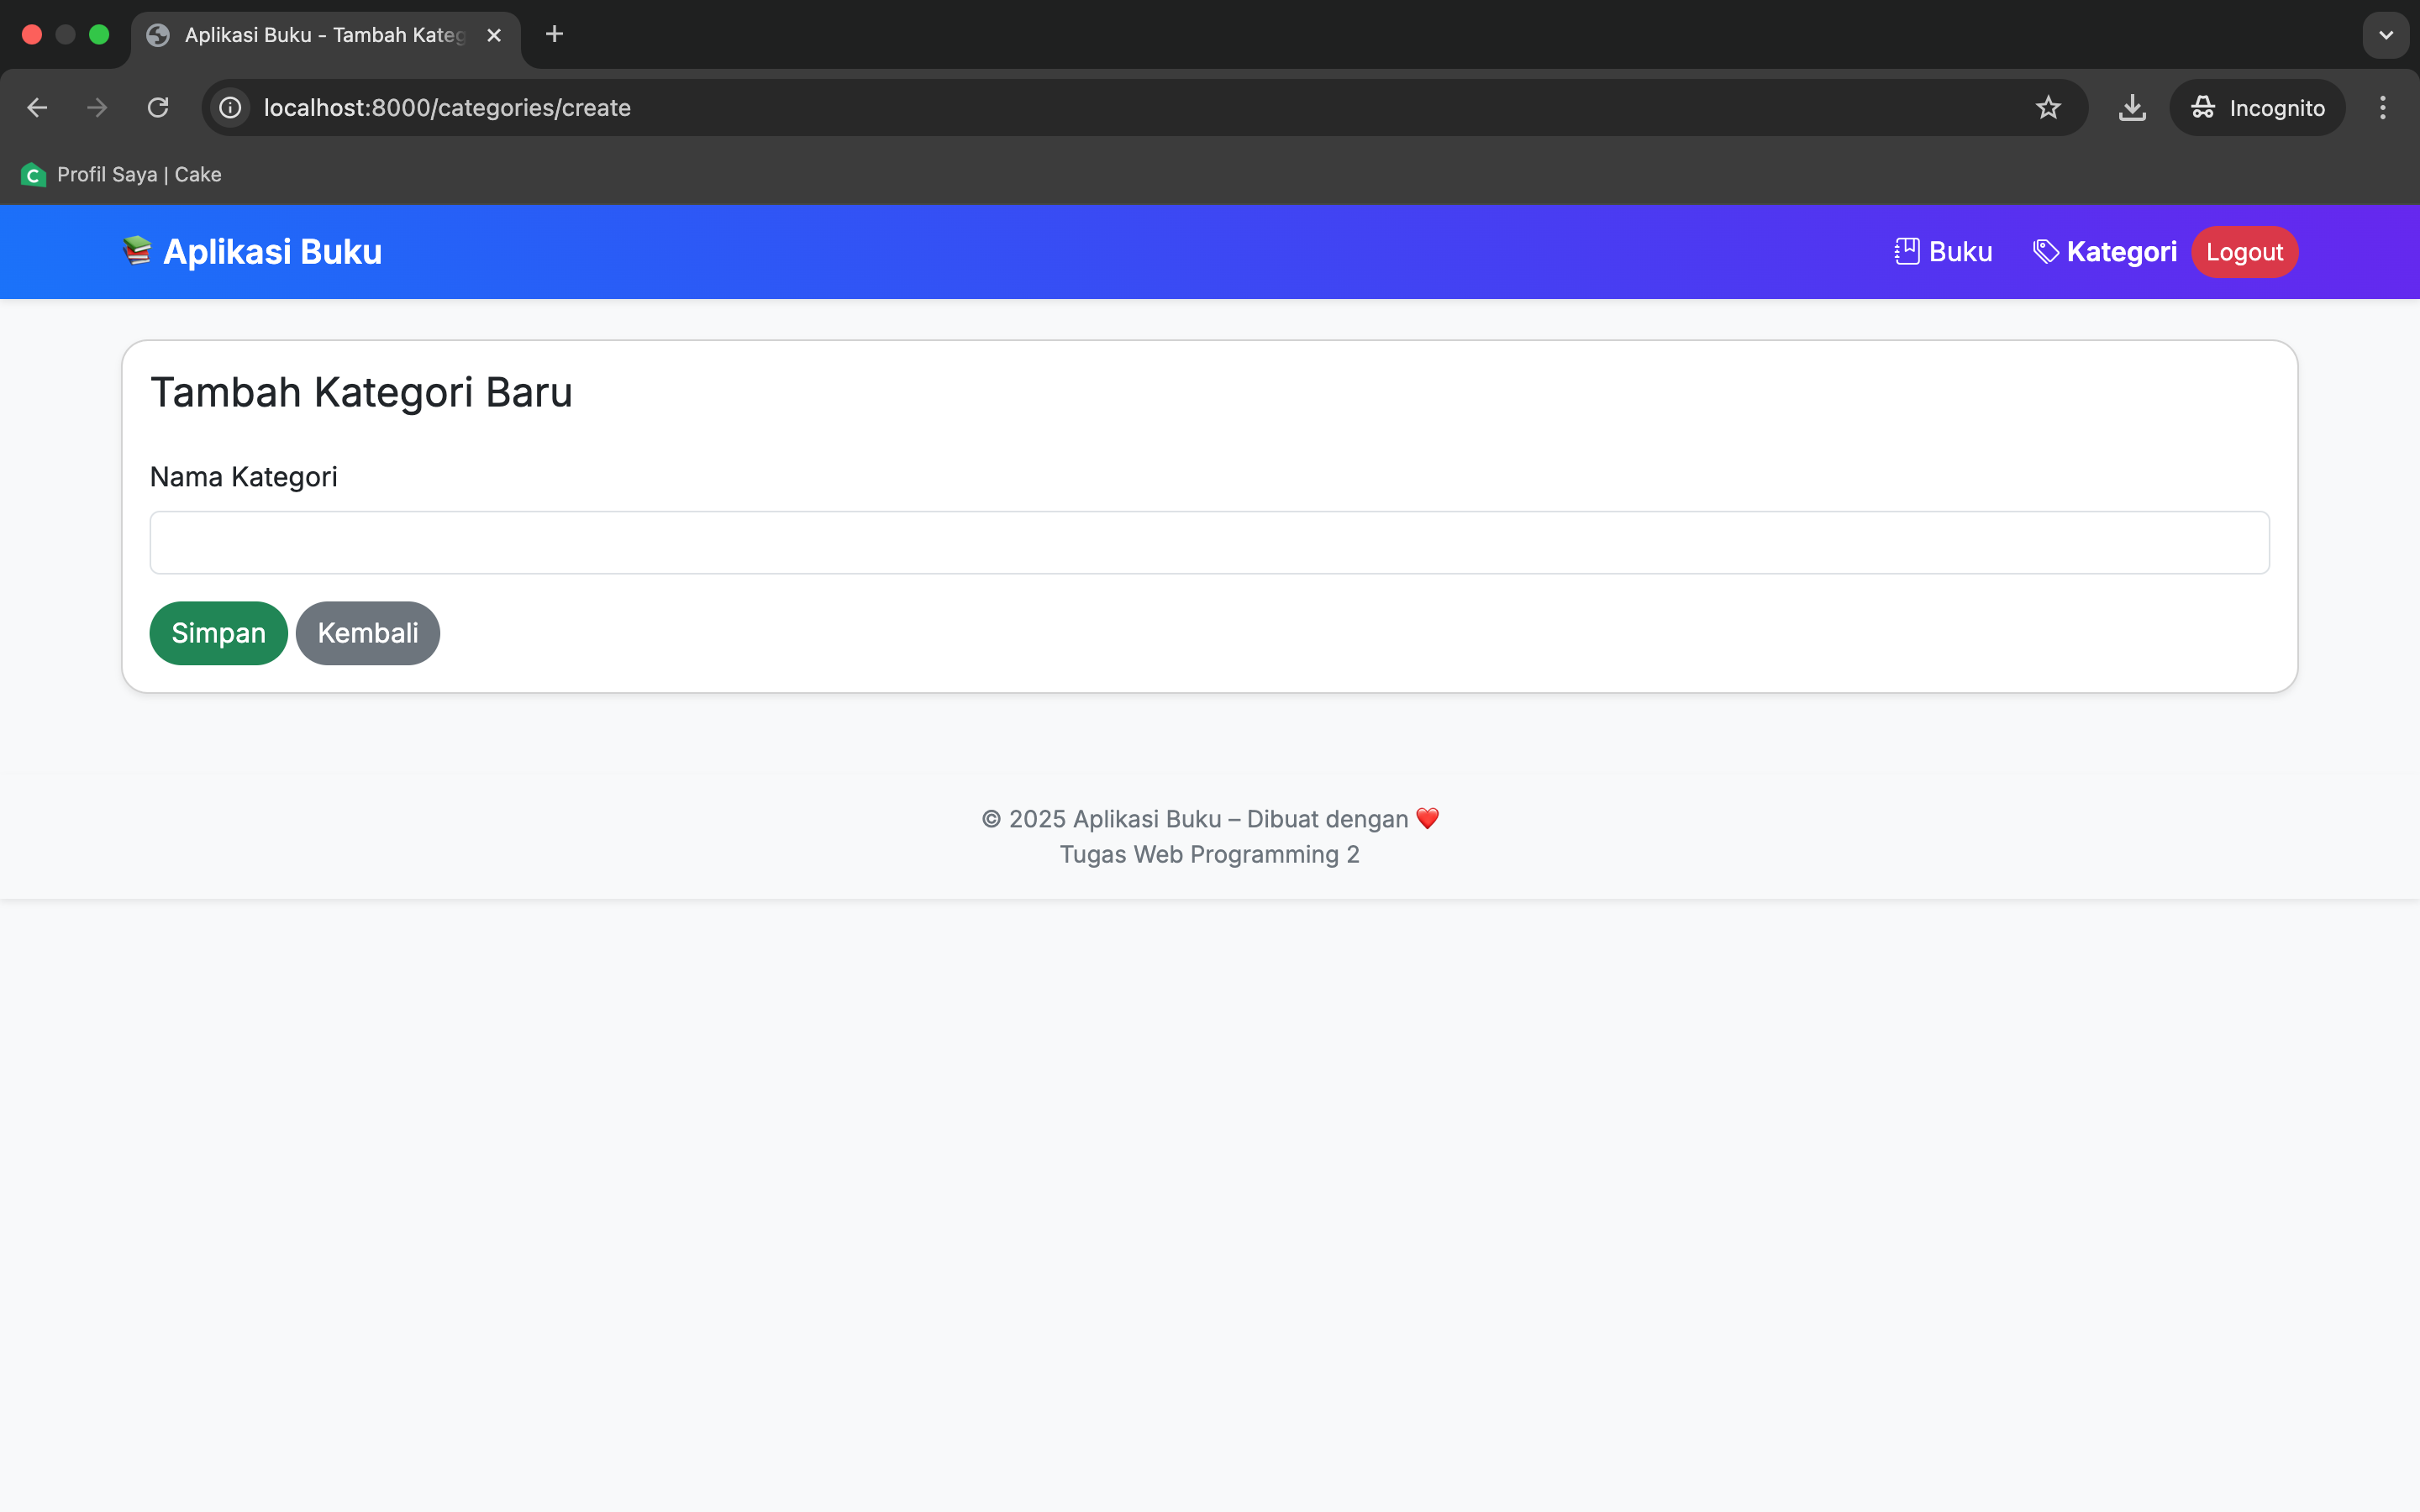 Aplikasi Buku - Tambah Kateg
localhost:8000/categories/create
Incognito
Profil Saya | Cake
📚 Aplikasi Buku
Buku
Kategori
Logout
Tambah Kategori Baru
Nama Kategori
Simpan
Kembali
© 2025 Aplikasi Buku – Dibuat dengan ❤️
Tugas Web Programming 2